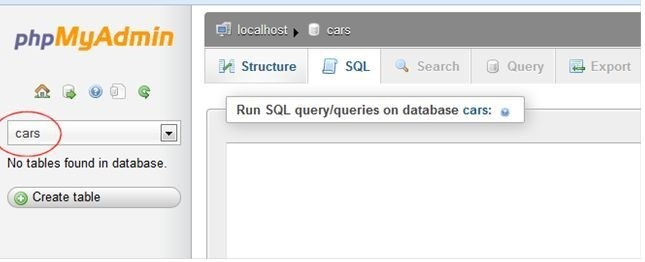 phpMyAdmin
cars
No tables found in database.
Create table
localhost
cars
Structure
SQL
Search
Query
Export
Run SQL query/queries on database cars: